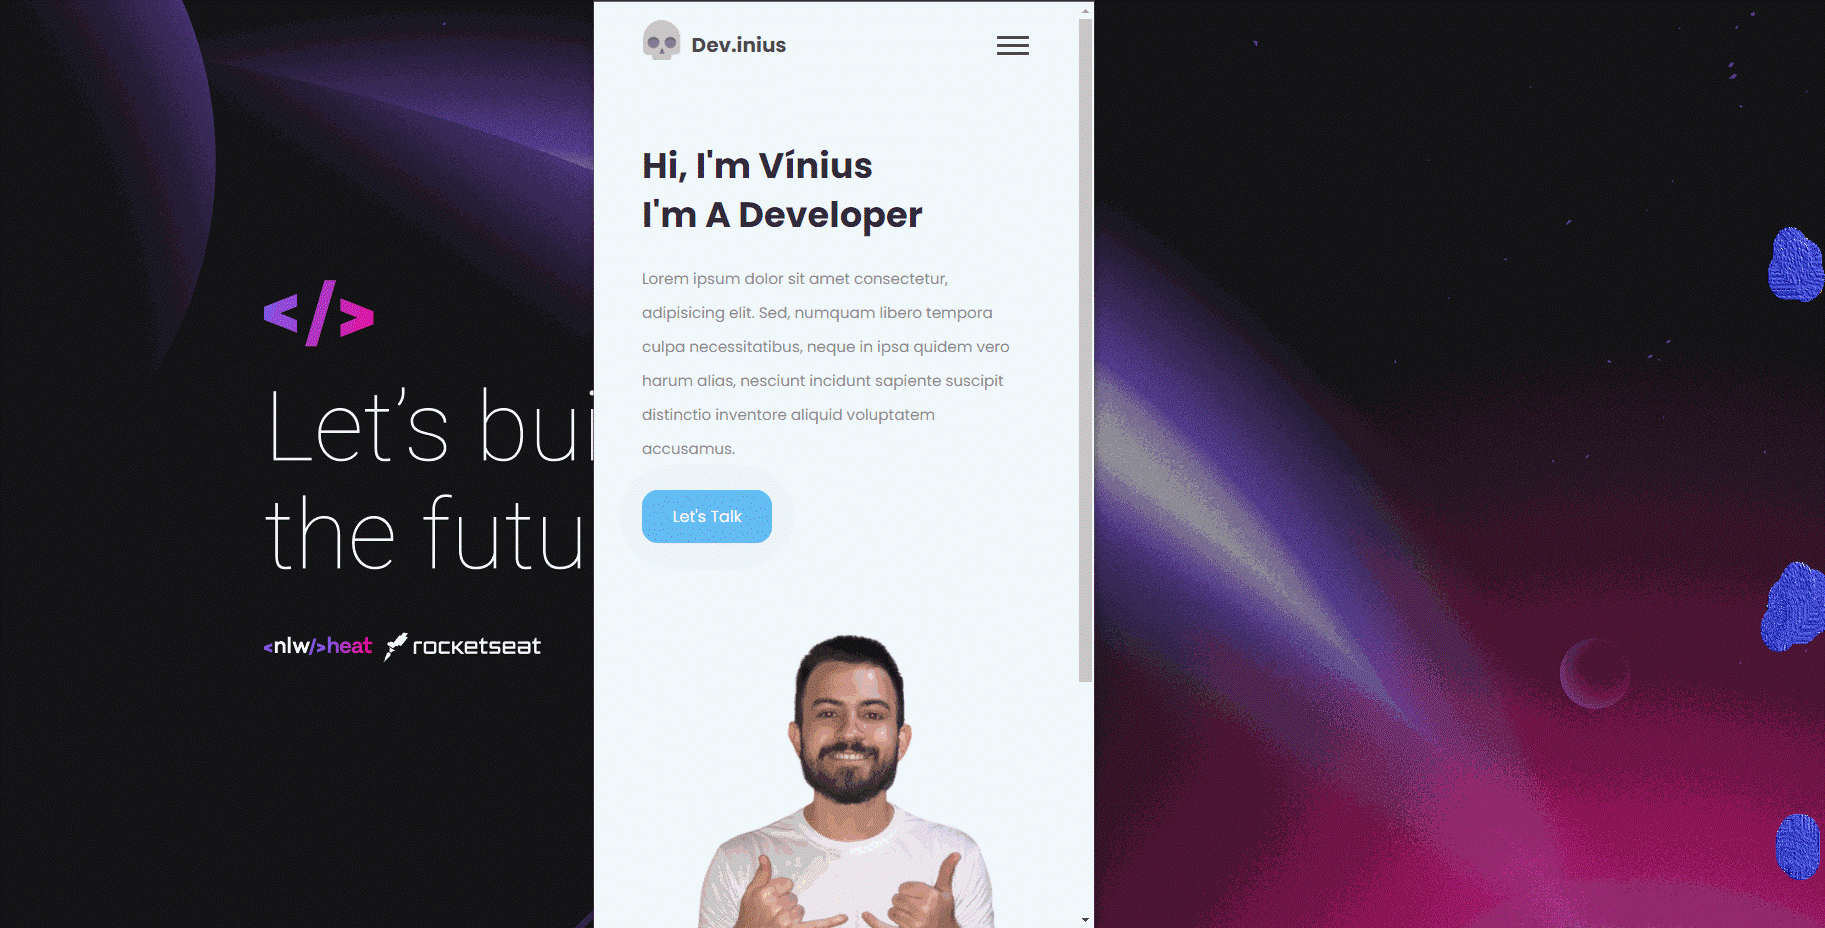 Dev.inius
Hi, I'm Vínius
I'm A Developer
Lorem ipsum dolor sit amet consectetur,
adipisicing elit. Sed, numquam libero tempora
culpa necessitatibus, neque in ipsa quidem vero
harum alias, nesciunt incidunt sapiente suscipit
distinctio inventore aliquid voluptatem
accusamus.
Let's Talk
</>
Let’s bui
the futu
<nlw/>heat rocketseat